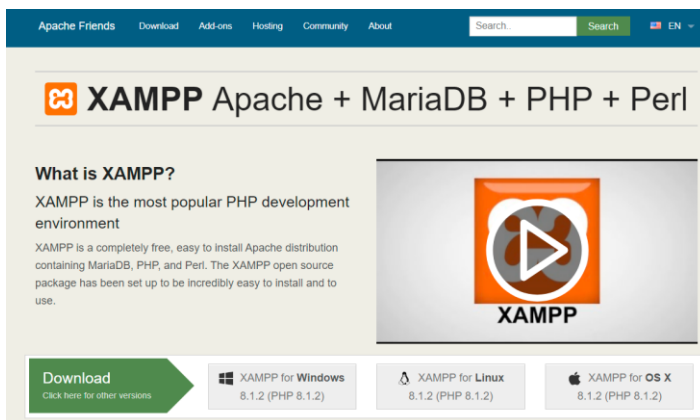 Apache Friends Download Add-ons Hosting Community About Search.. Search EN
XAMPP Apache + MariaDB + PHP + Perl
What is XAMPP?
XAMPP is the most popular PHP development
environment
XAMPP is a completely free, easy to install Apache distribution
containing MariaDB, PHP, and Perl. The XAMPP open source
package has been set up to be incredibly easy to install and to
use.
XAMPP
Download
Click here for other versions
XAMPP for Windows
8.1.2 (PHP 8.1.2)
XAMPP for Linux
8.1.2 (PHP 8.1.2)
XAMPP for OS X
8.1.2 (PHP 8.1.2)